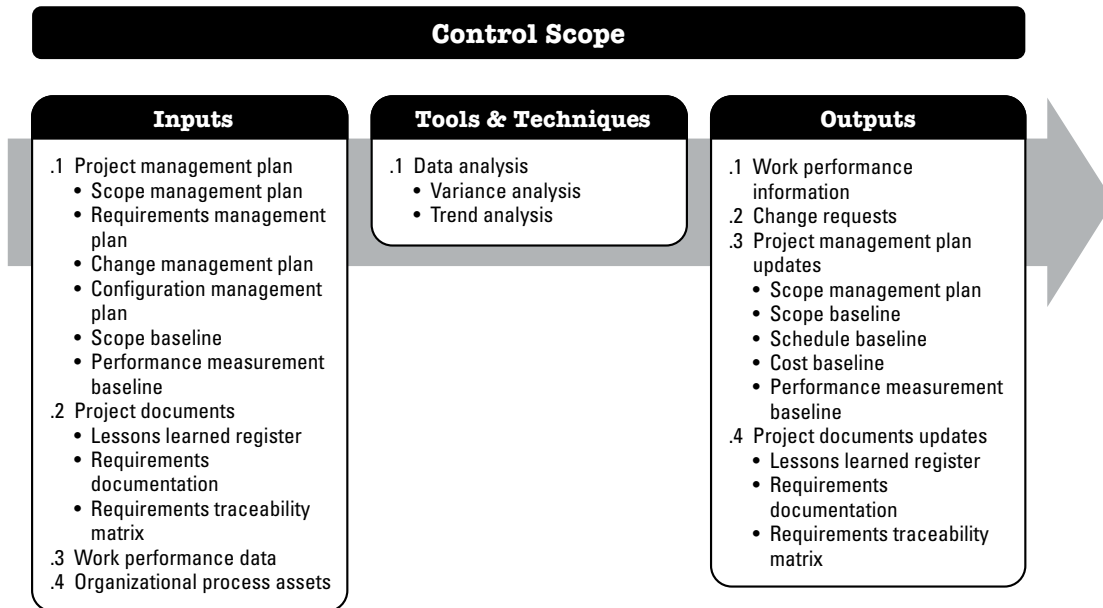 Control Scope
Inputs
.1 Project management plan
• Scope management plan
• Requirements management
plan
• Change management plan
• Configuration management
plan
• Scope baseline
• Performance measurement
baseline
.2 Project documents
• Lessons learned register
• Requirements
documentation
• Requirements traceability
matrix
.3 Work performance data
.4 Organizational process assets
Tools & Techniques
.1 Data analysis
• Variance analysis
• Trend analysis
Outputs
.1 Work performance
information
.2 Change requests
.3 Project management plan
updates
• Scope management plan
• Scope baseline
• Schedule baseline
• Cost baseline
• Performance measurement
baseline
.4 Project documents updates
• Lessons learned register
• Requirements
documentation
• Requirements traceability
matrix